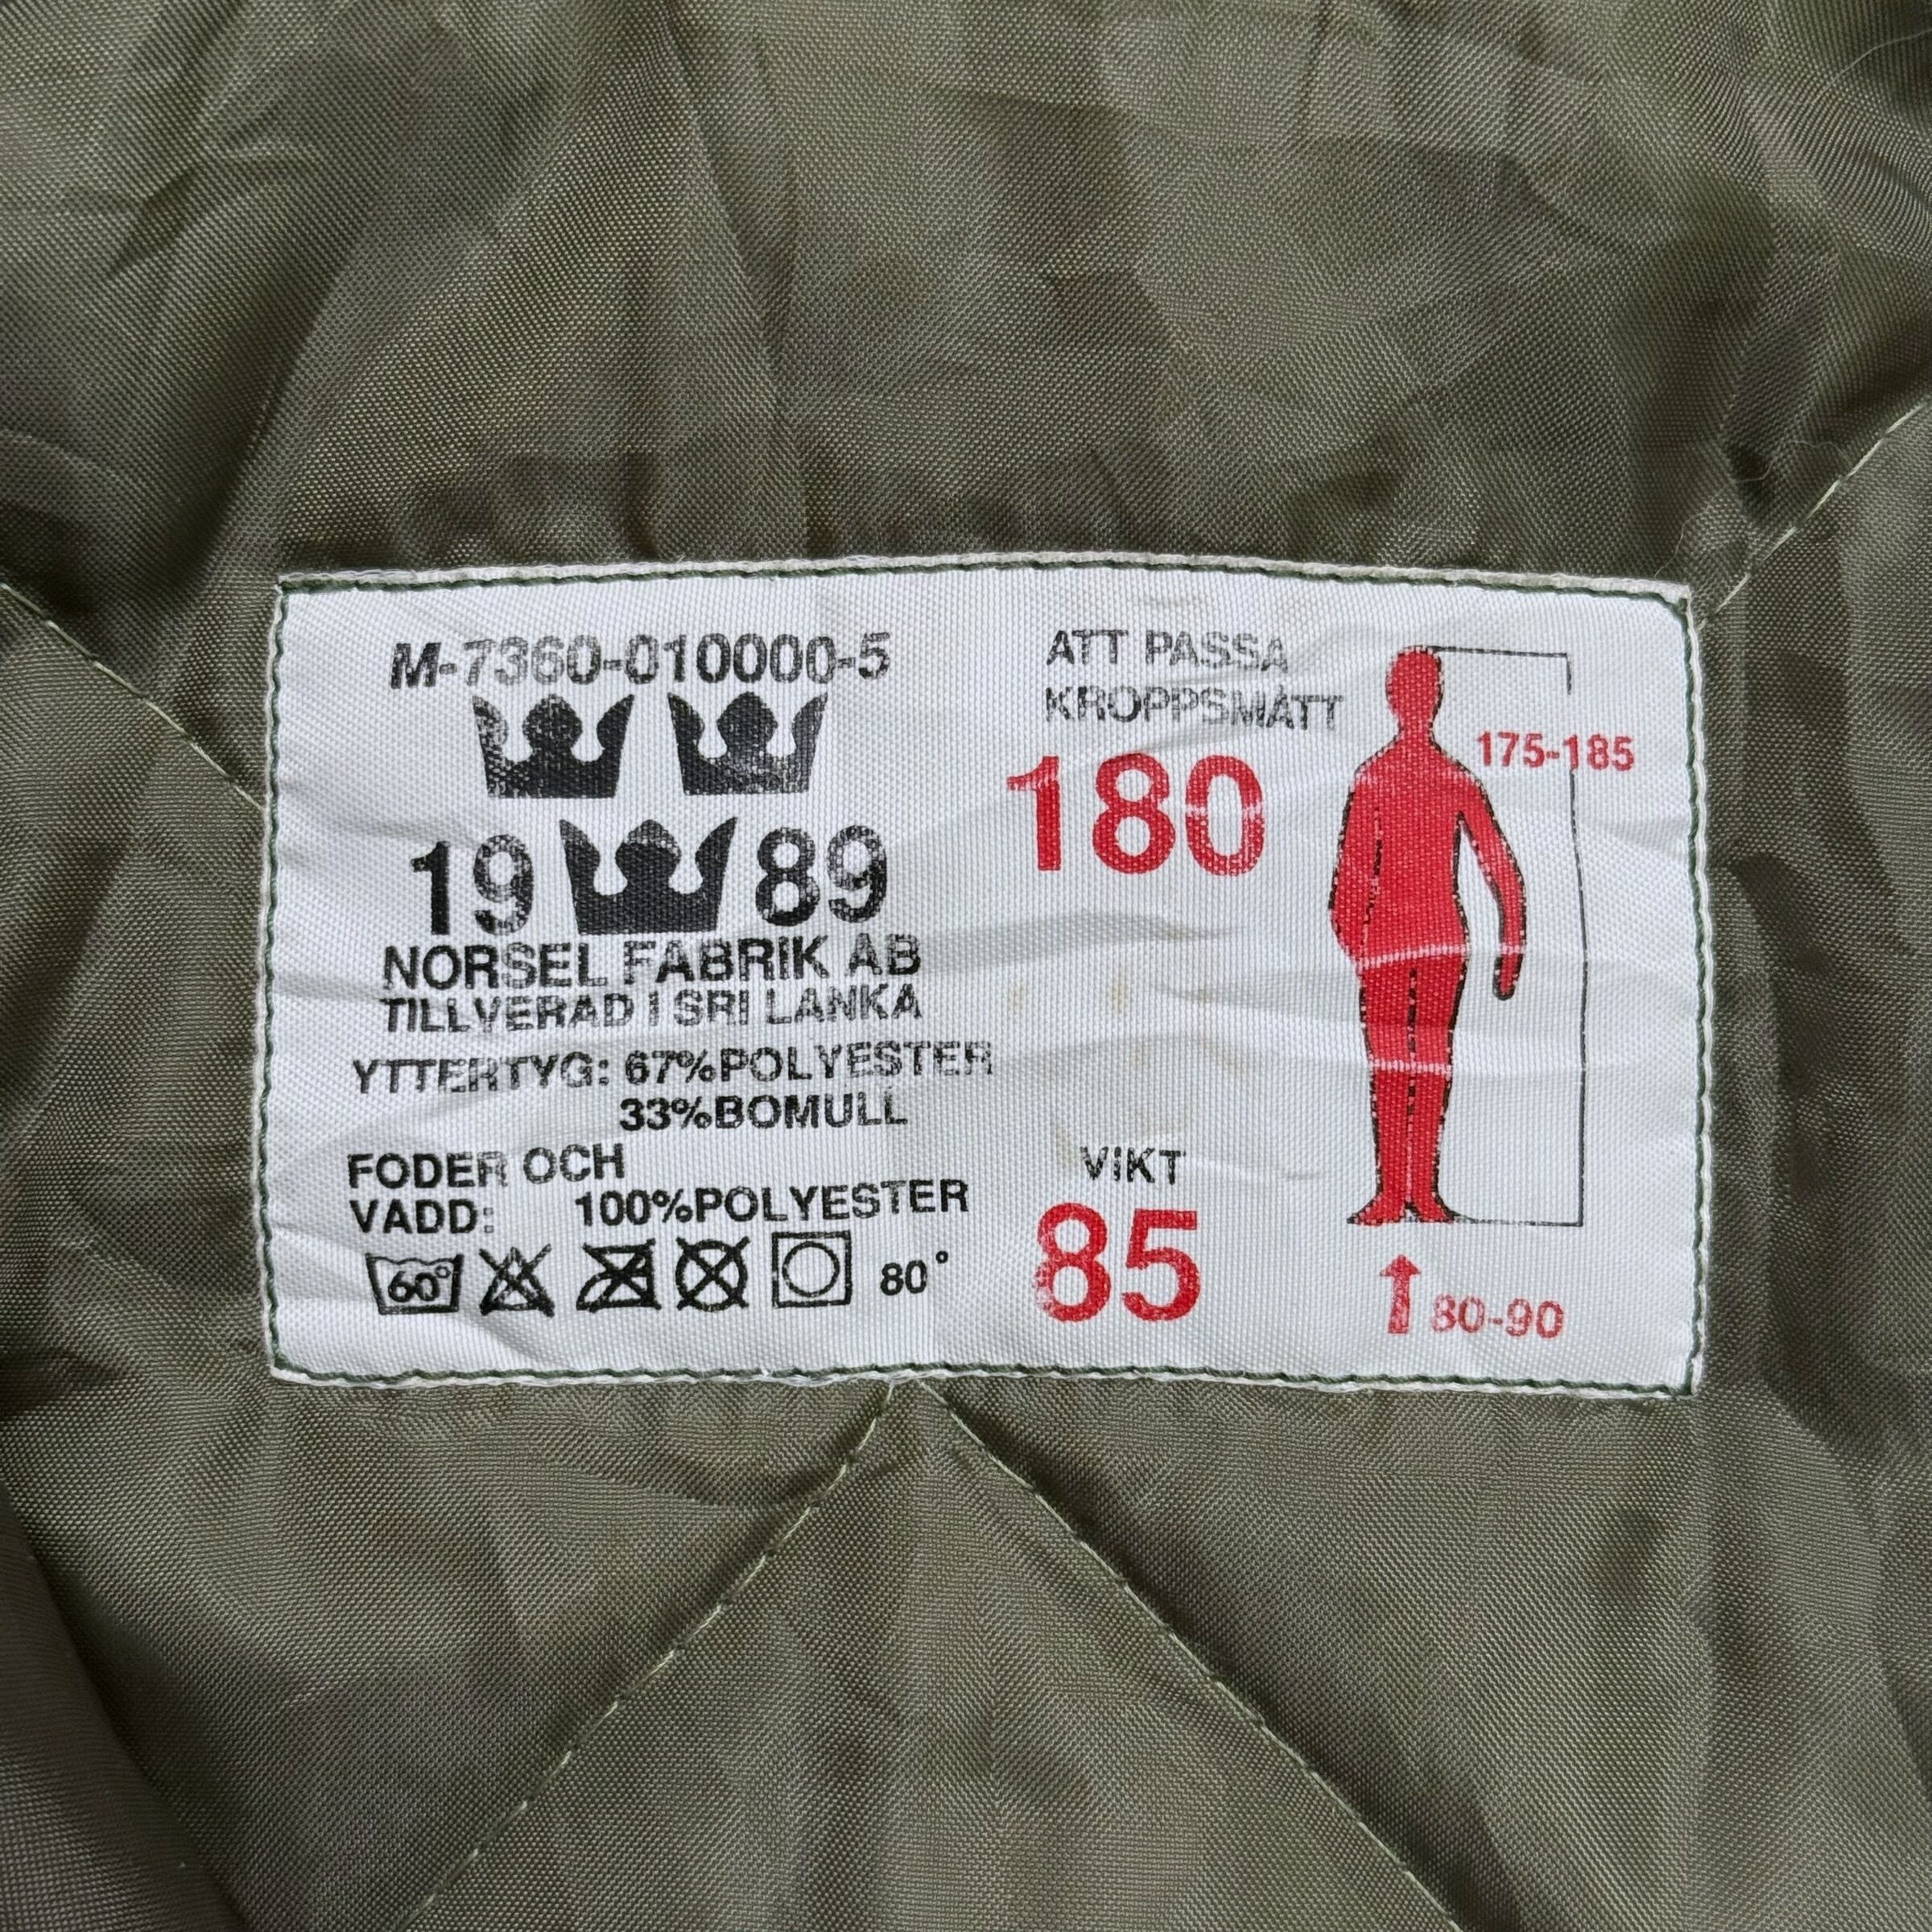 M-7360-010000-5
19 89
NORSEL FABRIK AB
TILLVERAD I SRI LANKA
YTTERTYG: 67%POLYESTER
33%BOMULL
FODER OCH
VADD: 100%POLYESTER
60° 80°
ATT PASSA
KROPPSMÅTT
180
175-185
VIKT
85
80-90